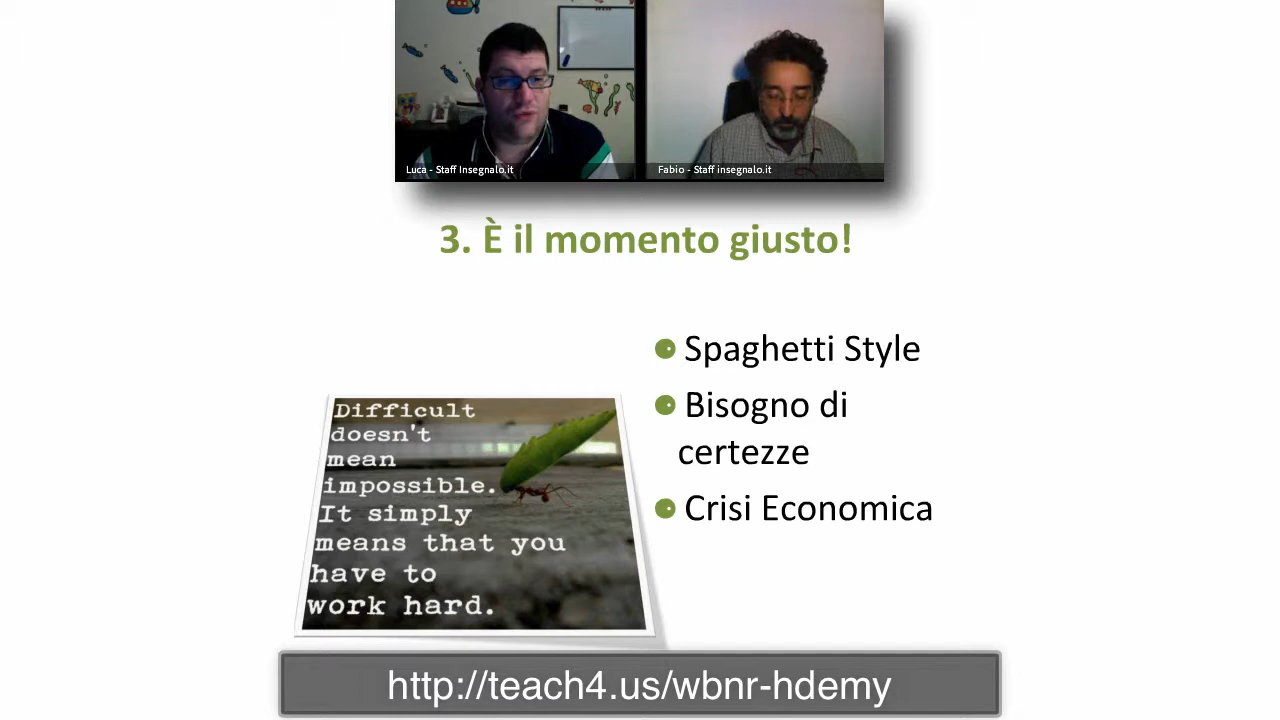 Luca - Staff Insegnalo.it
Fabio - Staff insegnalo.it
3. È il momento giusto!
Spaghetti Style
Bisogno di
certezze
Crisi Economica
Difficult
doesn't
mean
impossible.
It simply
means that you
have to
work hard.
http://teach4.us/wbnr-hdemy